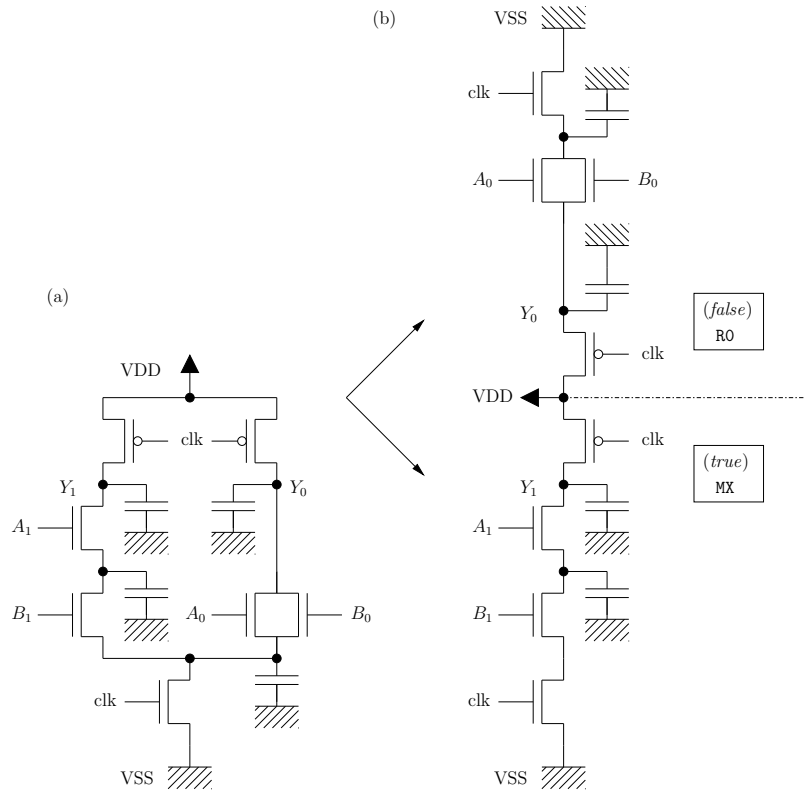 (a)
VDD
clk
Y₁
Y₀
A₁
B₁
A₀
B₀
clk
VSS
(b)
VSS
clk
A₀
B₀
Y₀
(false)
R0
clk
VDD
clk
(true)
MX
Y₁
A₁
B₁
clk
VSS